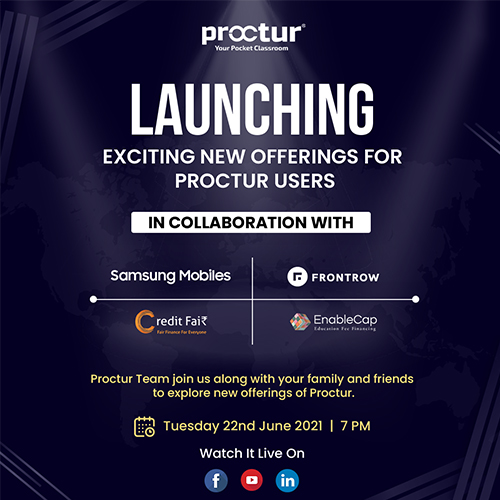 proctur®
Your Pocket Classroom
LAUNCHING
EXCITING NEW OFFERINGS FOR
PROCTUR USERS
IN COLLABORATION WITH
Samsung Mobiles
FRONTROW
Credit Fai₹
Fair Finance For Everyone
EnableCap
Education For Financing
Proctur Team join us along with your family and friends
to explore new offerings of Proctur.
Tuesday 22nd June 2021 | 7 PM
Watch It Live On